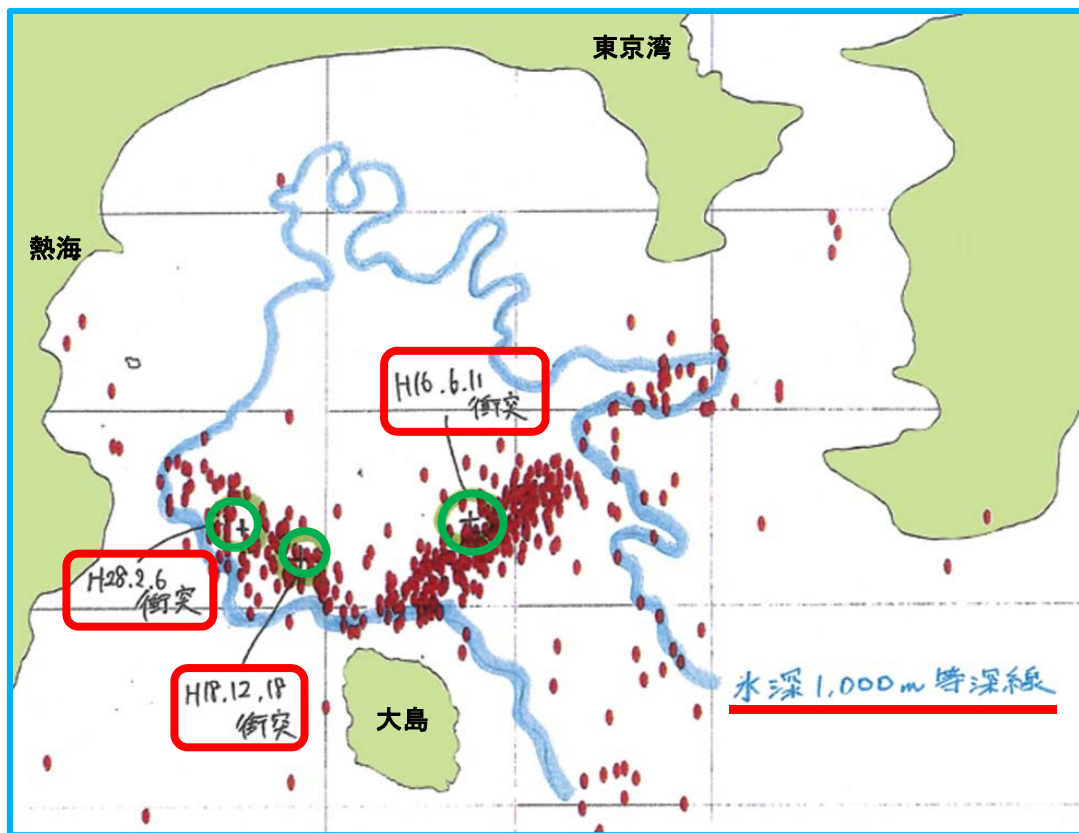 東京湾
熱海
H16.6.11
衝突
H28.2.6
衝突
H18.12.18
衝突
大島
水深1,000m等深線